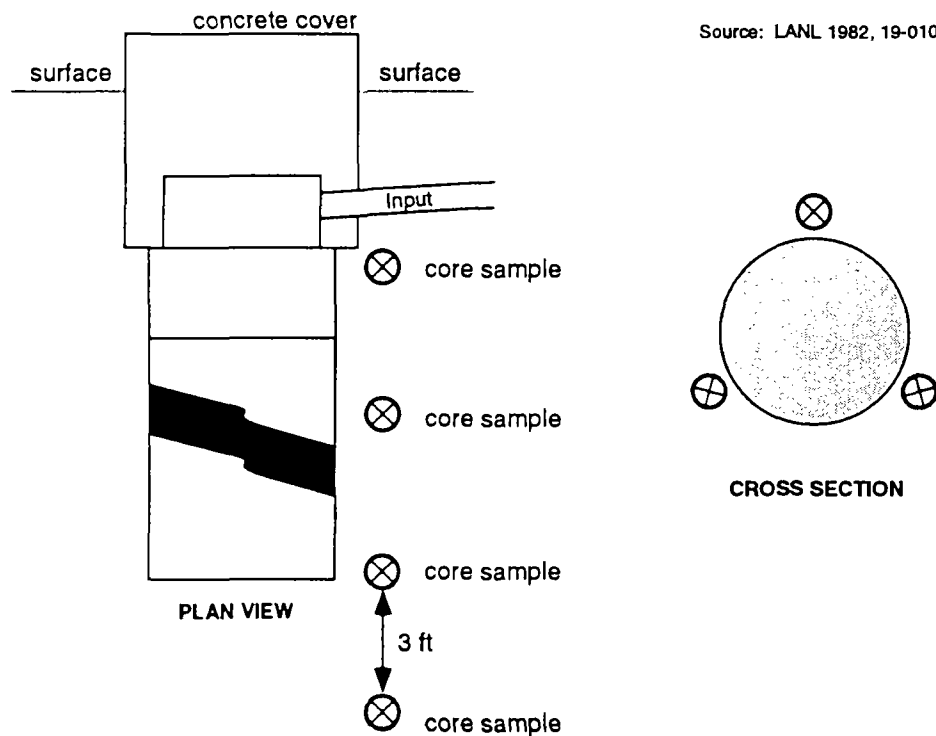 concrete cover
Source: LANL 1982, 19-010
surface
surface
Input
core sample
core sample
CROSS SECTION
core sample
PLAN VIEW
3 ft
core sample